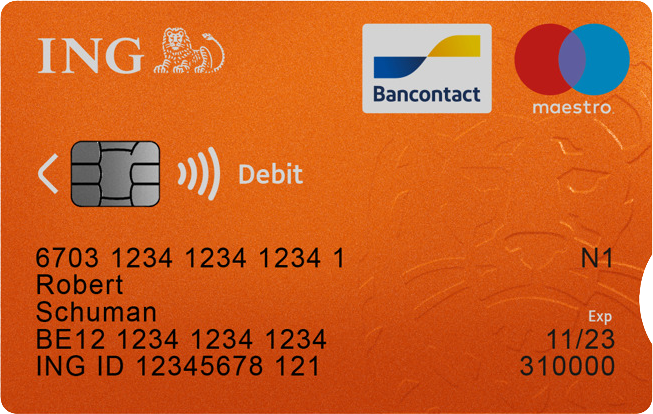 ING
Bancontact
maestro.
Debit
6703 1234 1234 1234 1 N1
Robert
Schuman
Exp
BE12 1234 1234 1234 11/23
ING ID 12345678 121 310000